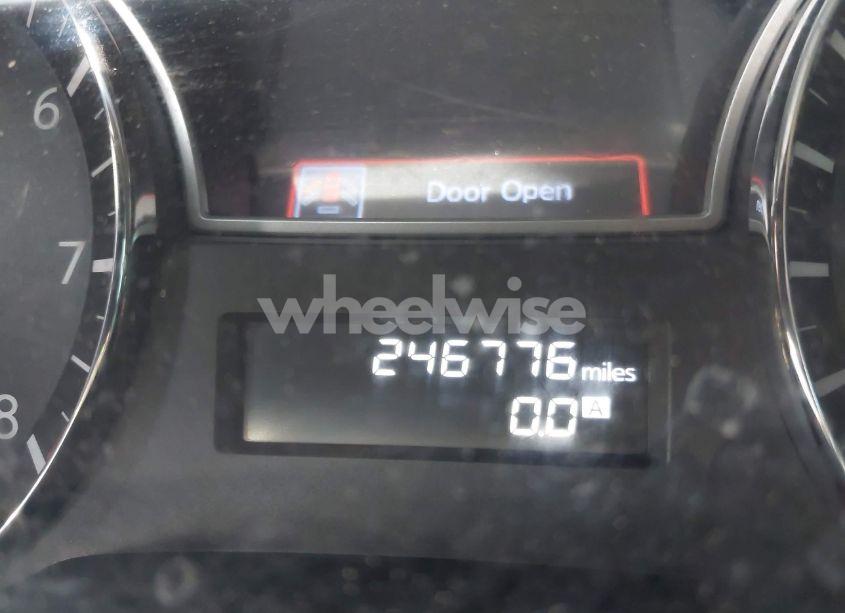 6
Door Open
7
wheelwise
246776 miles
0.0 A
8